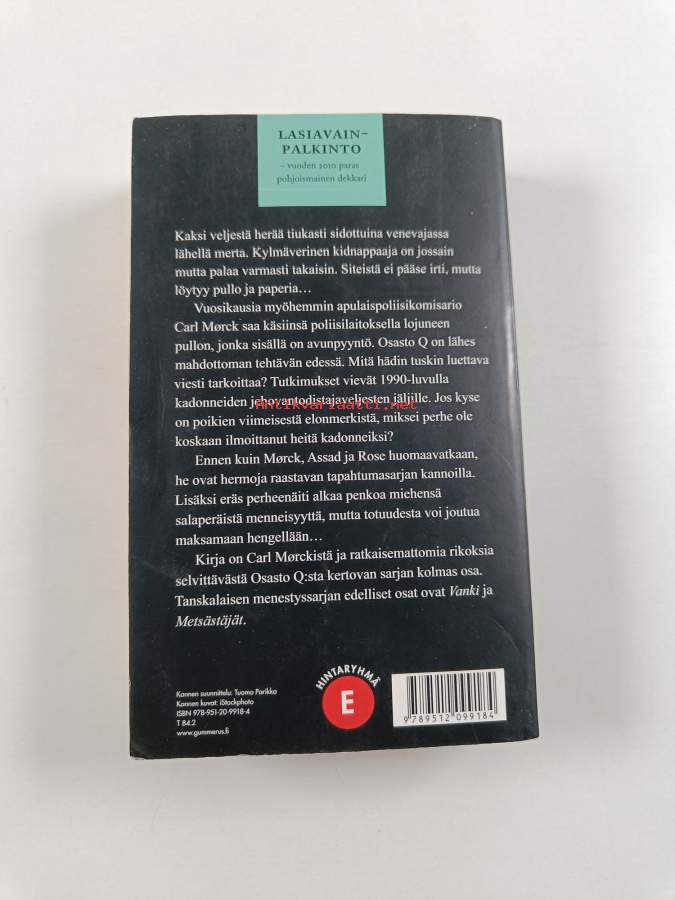 LASIAVAIN-
PALKINTO
– vuoden 2010 paras
pohjoismainen dekkari
Kaksi veljestä herää tiukasti sidottuina venevajassa
lähellä merta. Kylmäverinen kidnappaaja on jossain
mutta palaa varmasti takaisin. Siteistä ei pääse irti, mutta
löytyy pullo ja paperia…
Vuosikausia myöhemmin apulaispoliisikomisario
Carl Mørck saa käsiinsä poliisilaitoksella lojuneen
pullon, jonka sisällä on avunpyyntö. Osasto Q on lähes
mahdottoman tehtävän edessä. Mitä hädin tuskin luettava
viesti tarkoittaa? Tutkimukset vievät 1990-luvulla
kadonneiden jehovantodistajaveljesten jäljille. Jos kyse
Antikvariaatti.net
on poikien viimeisestä elonmerkistä, miksei perhe ole
koskaan ilmoittanut heitä kadonneiksi?
Ennen kuin Mørck, Assad ja Rose huomaavatkaan,
he ovat hermoja raastavan tapahtumasarjan kannoilla.
Lisäksi eräs perheenäiti alkaa penkoa miehensä
salaperäistä menneisyyttä, mutta totuudesta voi joutua
maksamaan hengellään…
Kirja on Carl Mørckistä ja ratkaisemattomia rikoksia
selvittävästä Osasto Q:sta kertovan sarjan kolmas osa.
Tanskalaisen menestyssarjan edelliset osat ovat Vanki ja
Metsästäjät.
Kannen suunnittelu: Tuomo Parikka
Kannen kuvat: iStockphoto
ISBN 978-951-20-9918-4
T 84.2
www.gummerus.fi
HINTARYHMÄ
E
9789512099184